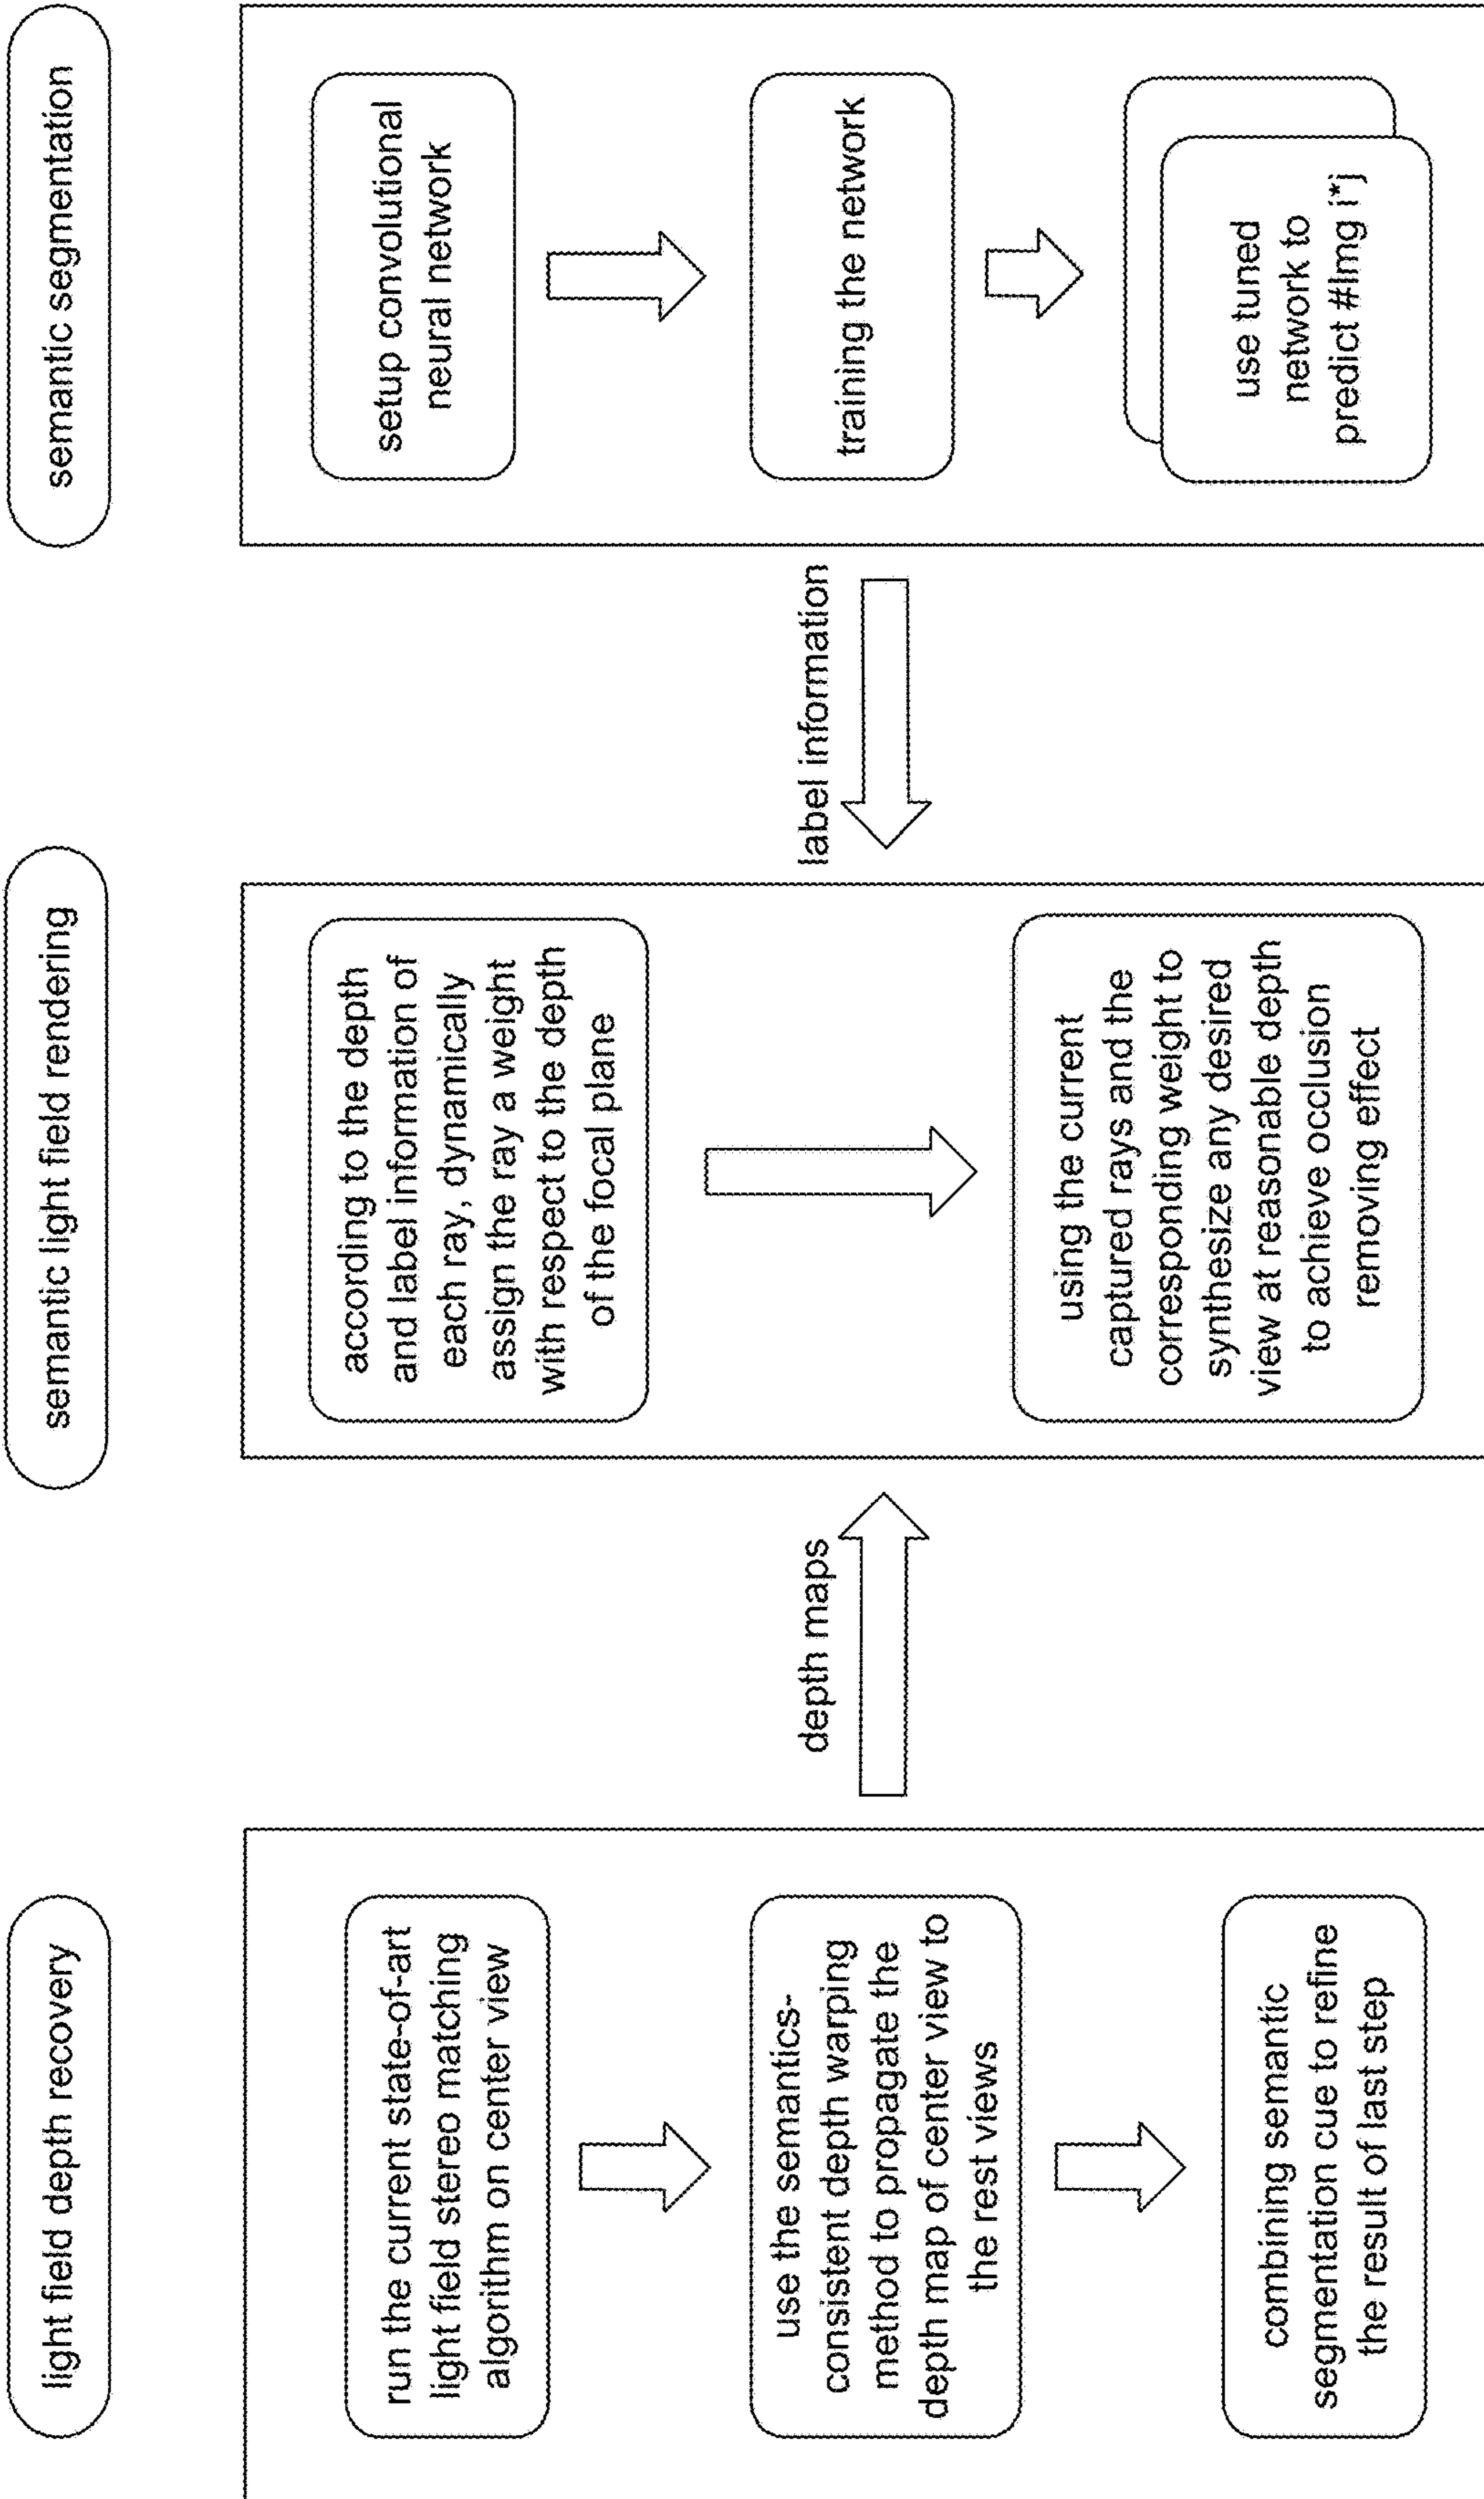 light field depth recovery
run the current state-of-art
light field stereo matching
algorithm on center view
use the semantics-
consistent depth warping
method to propagate the
depth map of center view to
the rest views
combining semantic
segmentation cue to refine
the result of last step
depth maps
semantic light field rendering
according to the depth
and label information of
each ray, dynamically
assign the ray a weight
with respect to the depth
of the focal plane
using the current
captured rays and the
corresponding weight to
synthesize any desired
view at reasonable depth
to achieve occlusion
removing effect
label information
semantic segmentation
setup convolutional
neural network
training the network
use tuned
network to
predict #Img i*j